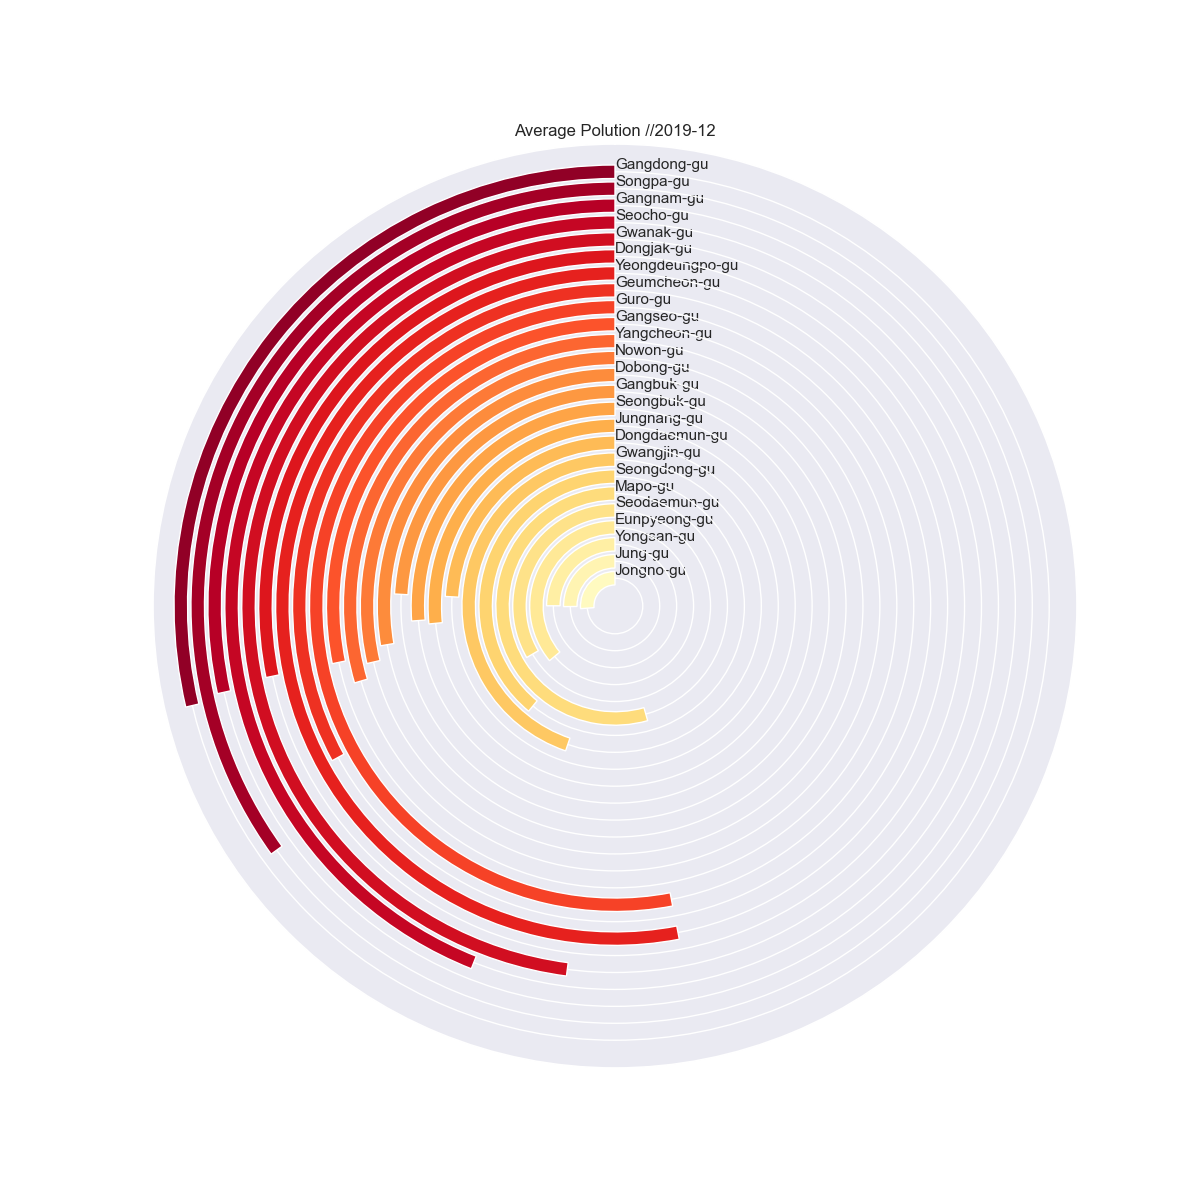 Average Polution //2019-12
Gangdong-gu
Songpa-gu
Gangnam-gu
Seocho-gu
Gwanak-gu
Dongjak-gu
Yeongdeungpo-gu
Geumcheon-gu
Guro-gu
Gangseo-gu
Yangcheon-gu
Nowon-gu
Dobong-gu
Gangbuk-gu
Seongbuk-gu
Jungnang-gu
Dongdaemun-gu
Gwangjin-gu
Seongdong-gu
Mapo-gu
Seodaemun-gu
Eunpyeong-gu
Yongsan-gu
Jung-gu
Jongno-gu